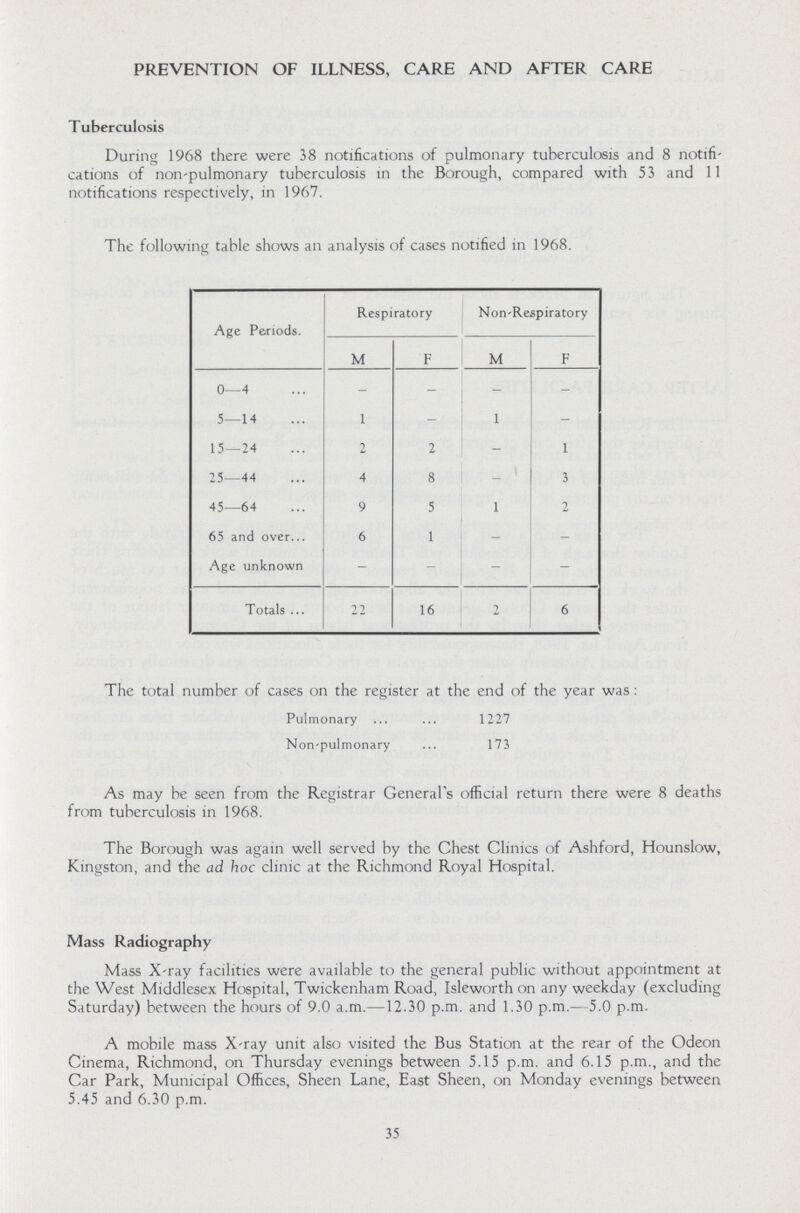 PREVENTION OF ILLNESS, CARE AND AFTER CARE
Tuberculosis
During 1968 there were 38 notifications of pulmonary tuberculosis and 8 notifi-
cations of non-pulmonary tuberculosis in the Borough, compared with 53 and 11
notifications respectively, in 1967.
The following table shows an analysis of cases notified in 1968.
Age Periods. Respiratory Non-Respiratory
M F M F
0—4 ... — — — —
5—14 ... 1 — 1 —
15—24 ... 2 2 — 1
25—44 ... 4 8 — 3
45—64 ... 9 5 1 2
65 and over... 6 1 — —
Age unknown — — — —
Totals ... 22 16 2 6
The total number of cases on the register at the end of the year was:
Pulmonary ... ... 1227
Non-pulmonary ... 173
As may be seen from the Registrar General's official return there were 8 deaths
from tuberculosis in 1968.
The Borough was again well served by the Chest Clinics of Ashford, Hounslow,
Kingston, and the ad hoc clinic at the Richmond Royal Hospital.
Mass Radiography
Mass X-ray facilities were available to the general public without appointment at
the West Middlesex Hospital, Twickenham Road, Isleworth on any weekday (excluding
Saturday) between the hours of 9.0 a.m.—12.30 p.m. and 1.30 p.m.—5.0 p.m.
A mobile mass X-ray unit also visited the Bus Station at the rear of the Odeon
Cinema, Richmond, on Thursday evenings between 5.15 p.m. and 6.15 p.m., and the
Car Park, Municipal Offices, Sheen Lane, East Sheen, on Monday evenings between
5.45 and 6.30 p.m.
35